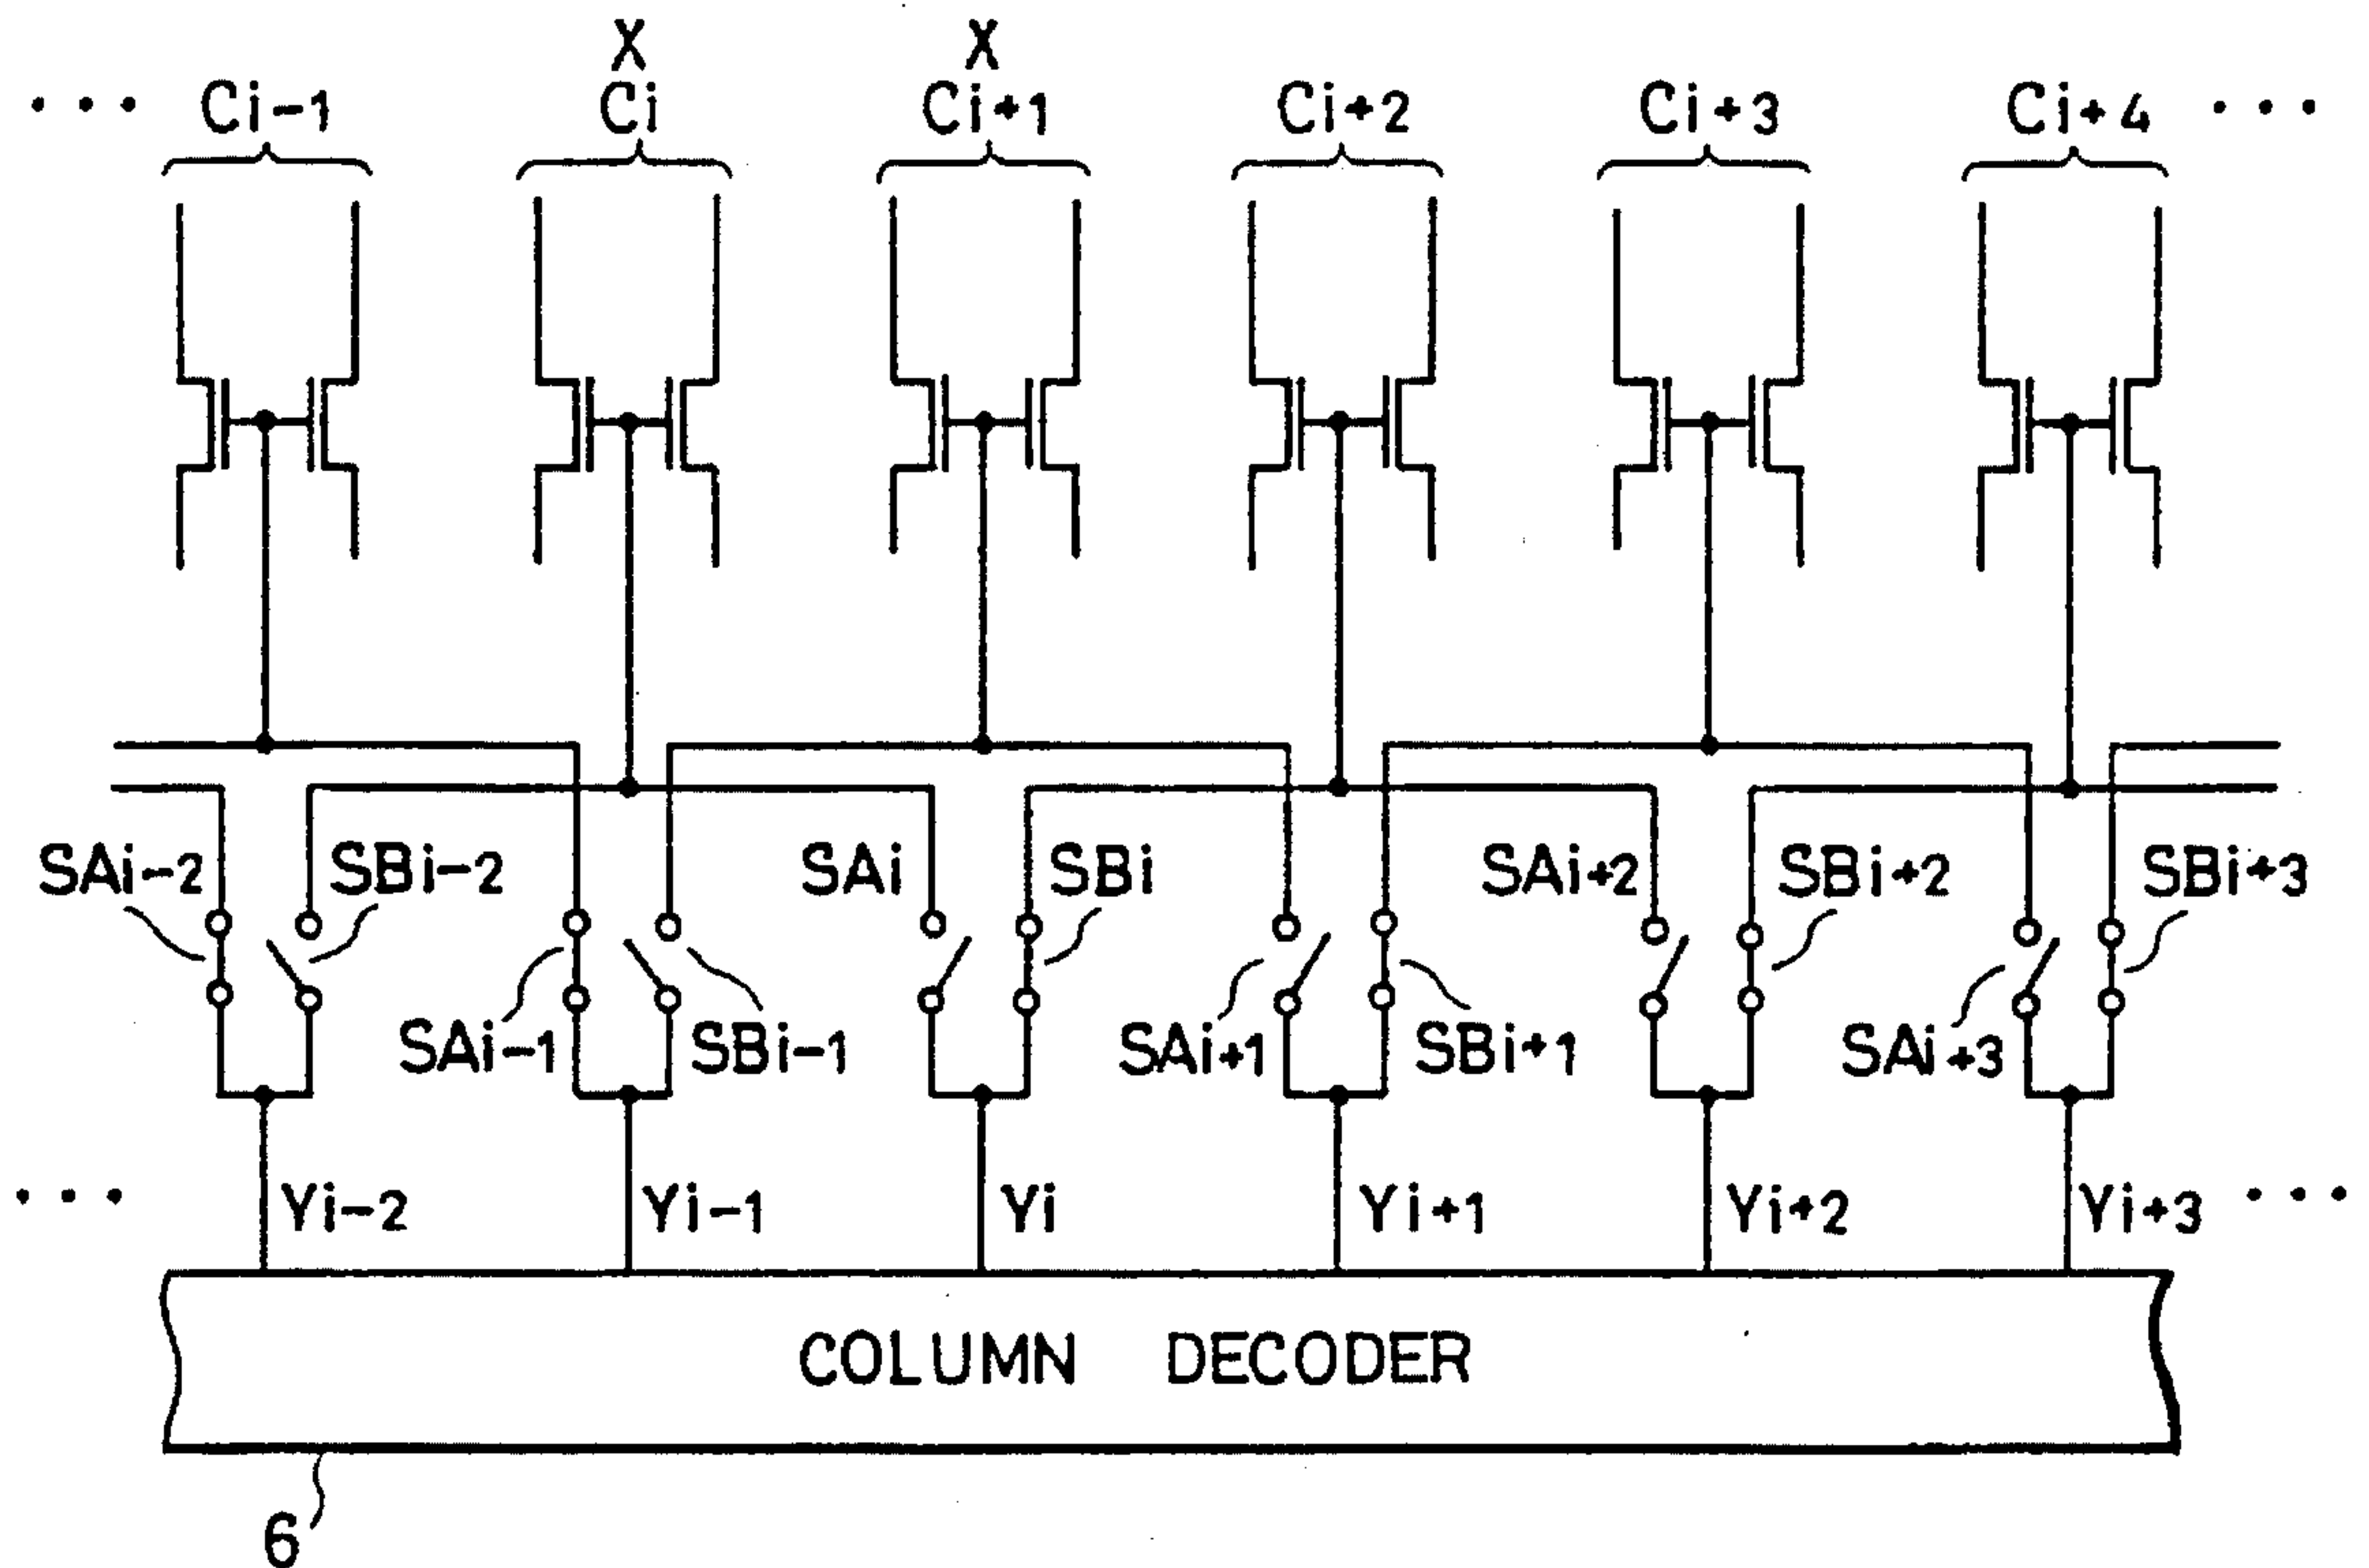 X X
... Ci-1 Ci Ci+1 Ci+2 Ci+3 Ci+4 ...
SAi-2 SBi-2 SAi SBi SAi+2 SBi+2 SBi+3
SAi-1 SBi-1 SAi+1 SBi+1 SAi+3
... Yi-2 Yi-1 Yi Yi+1 Yi+2 Yi+3 ...
COLUMN DECODER
6